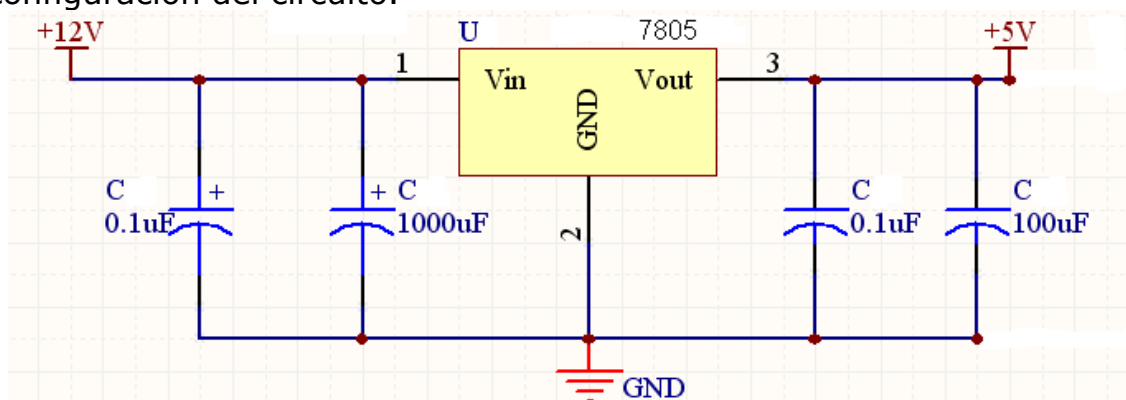 configuración del circuito.
+12V
U
7805
+5V
1
Vin
GND
Vout
3
C
+
0.1uF
+
C
1000uF
2
C
0.1uF
C
100uF
GND